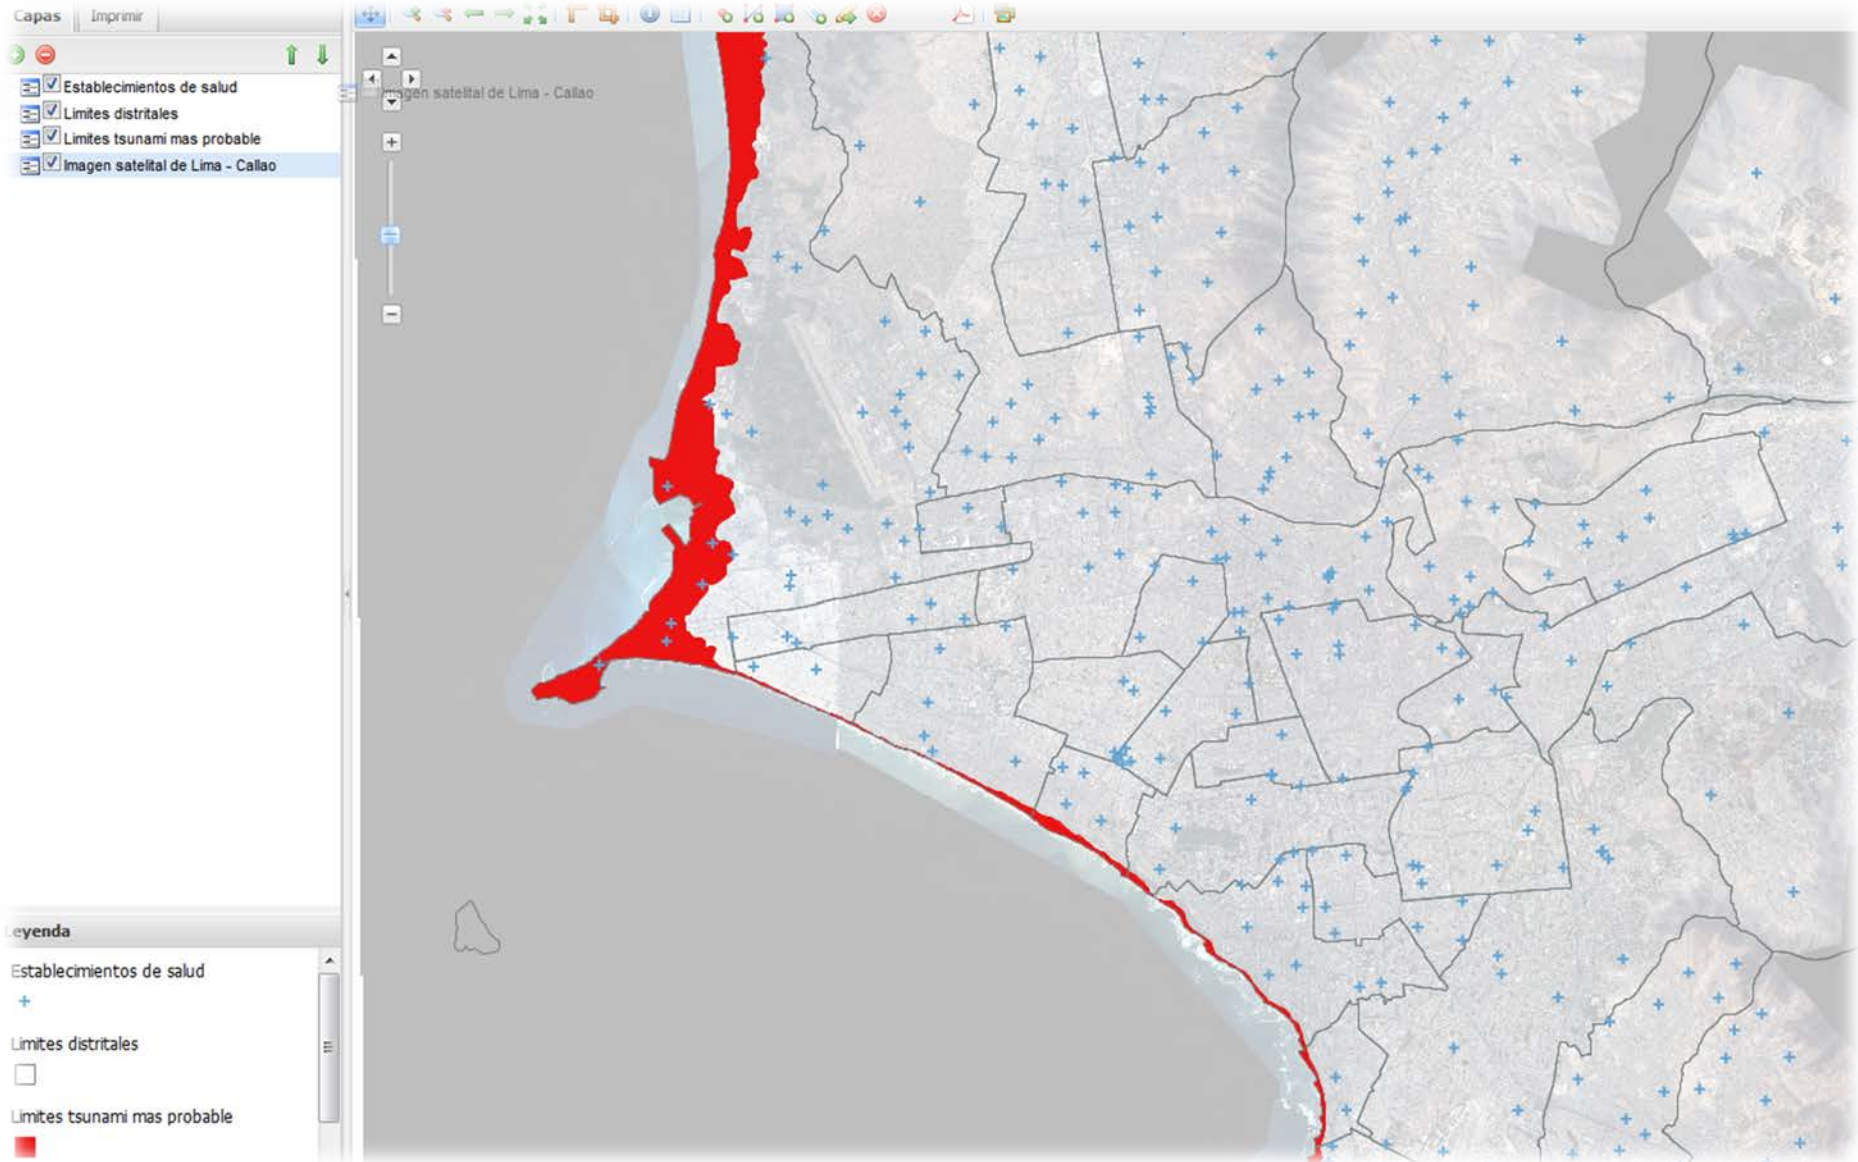 Capas Imprimir
Establecimientos de salud
Limites distritales
Limites tsunami mas probable
Imagen satelital de Lima - Callao
Imagen satelital de Lima - Callao
eyenda
Establecimientos de salud
Limites distritales
Limites tsunami mas probable